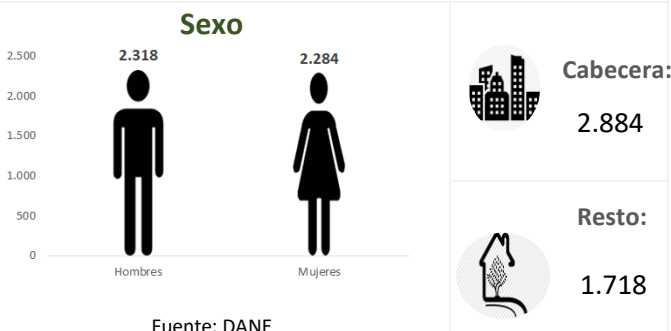 Sexo
2.500
2.000
1.500
1.000
500
0
2.318
2.284
Hombres
Mujeres
Fuente: DANE
Cabecera:
2.884
Resto:
1.718